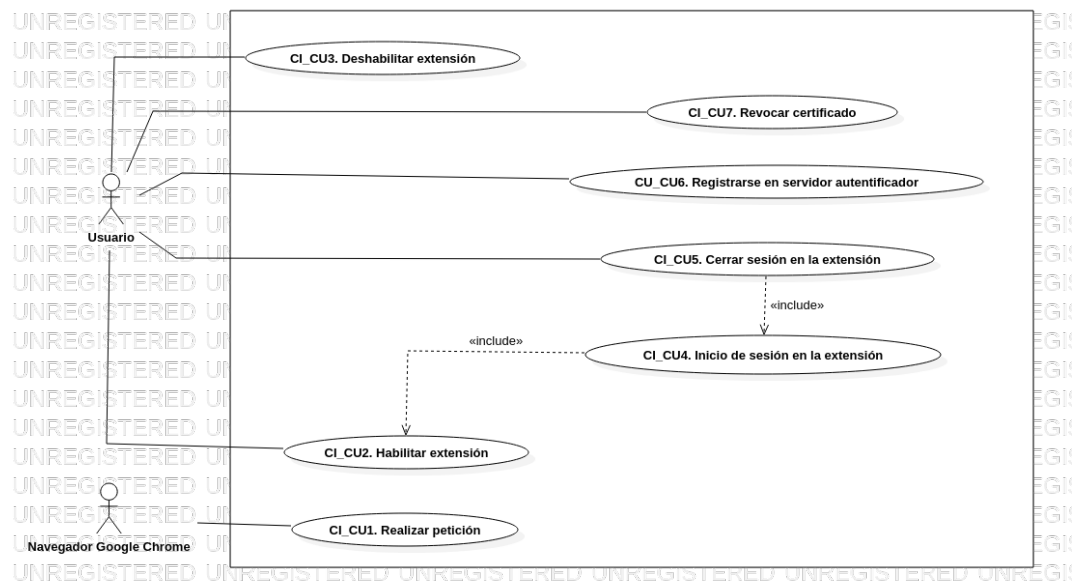 UNREGISTERED
CI_CU3. Deshabilitar extensión
CI_CU7. Revocar certificado
CU_CU6. Registrarse en servidor autentificador
Usuario
CI_CU5. Cerrar sesión en la extensión
«include»
«include»
CI_CU4. Inicio de sesión en la extensión
CI_CU2. Habilitar extensión
CI_CU1. Realizar petición
Navegador Google Chrome
UNREGISTERED UNREGISTERED UNREGISTERED UNREGISTERED UNREGISTERED